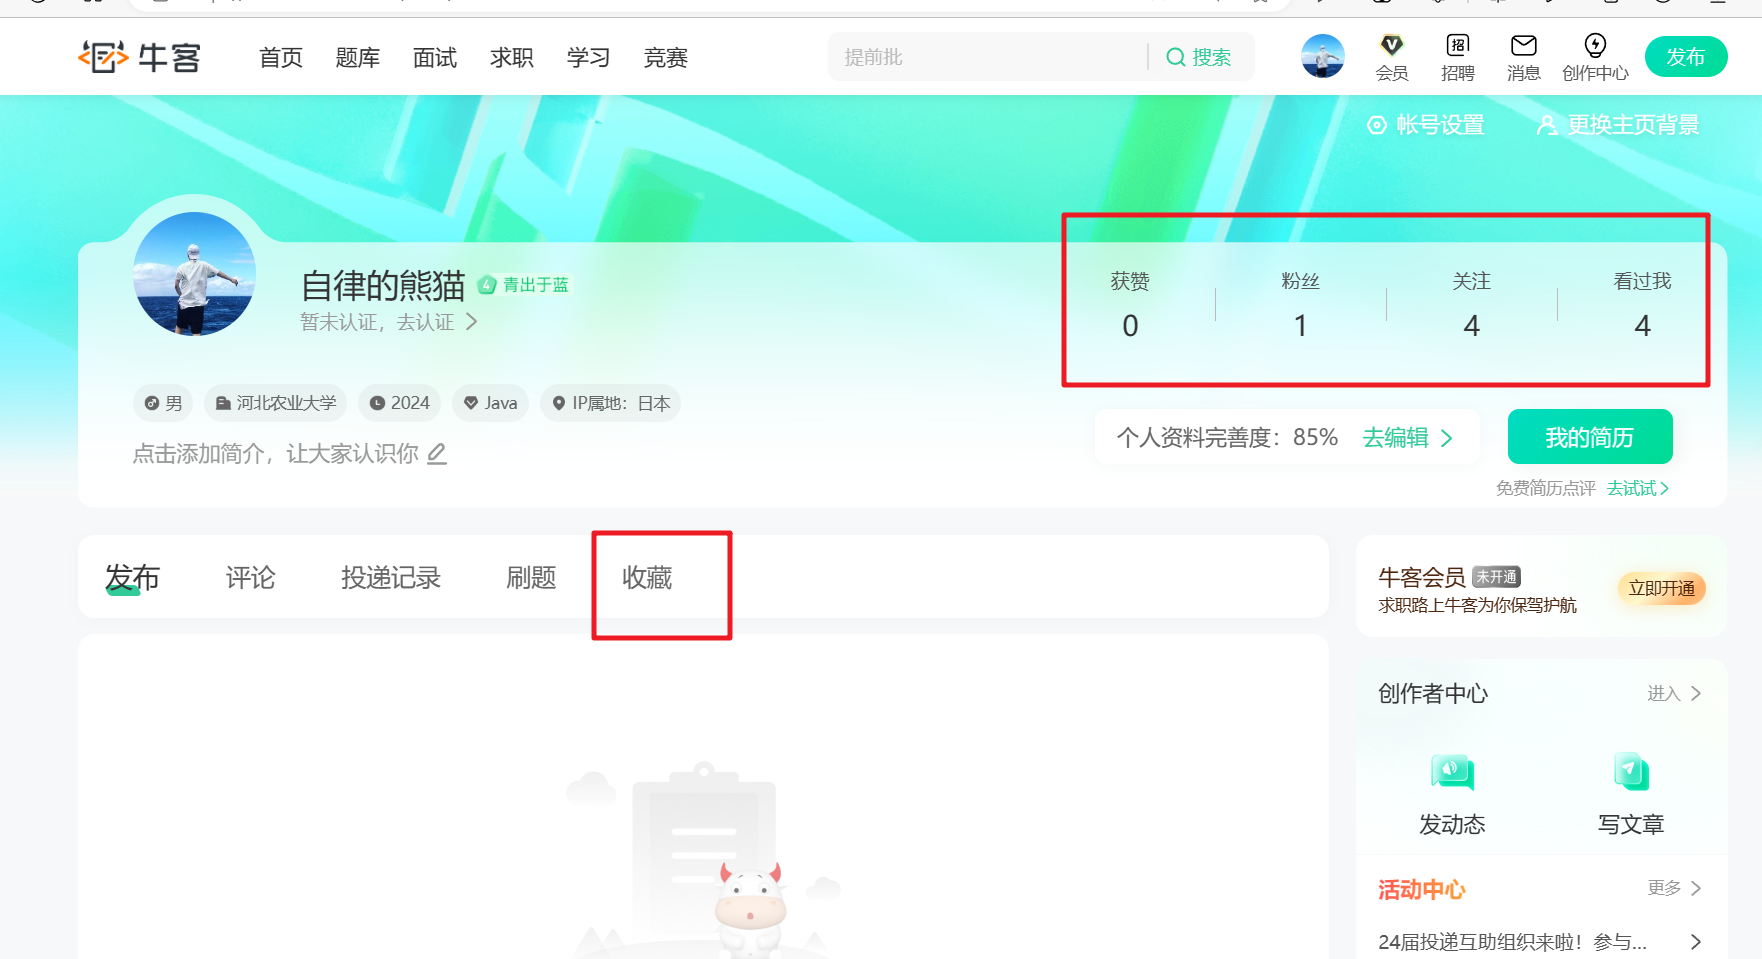 牛客 首页 题库 面试 求职 学习 竞赛 提前批 搜索 会员 招聘 消息 创作中心 发布
帐号设置 更换主页背景
自律的熊猫 4 青出于蓝
暂未认证，去认证
获赞 粉丝 关注 看过我
0 1 4 4
男 河北农业大学 2024 Java IP属地：日本
点击添加简介，让大家认识你
个人资料完善度：85% 去编辑 我的简历
免费简历点评 去试试
发布 评论 投递记录 刷题 收藏
牛客会员 未开通
求职路上牛客为你保驾护航
立即开通
创作者中心 进入
发动态 写文章
活动中心 更多
24届投递互助组织来啦！参与...